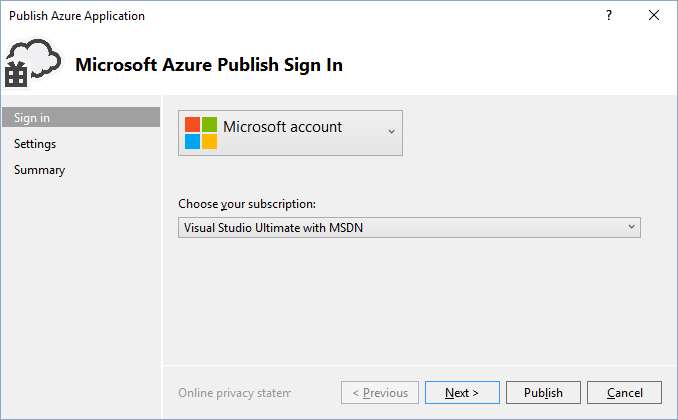 Publish Azure Application
?
Microsoft Azure Publish Sign In
Sign in
Settings
Summary
Microsoft account
Choose your subscription:
Visual Studio Ultimate with MSDN
Online privacy statem
< Previous
Next >
Publish
Cancel